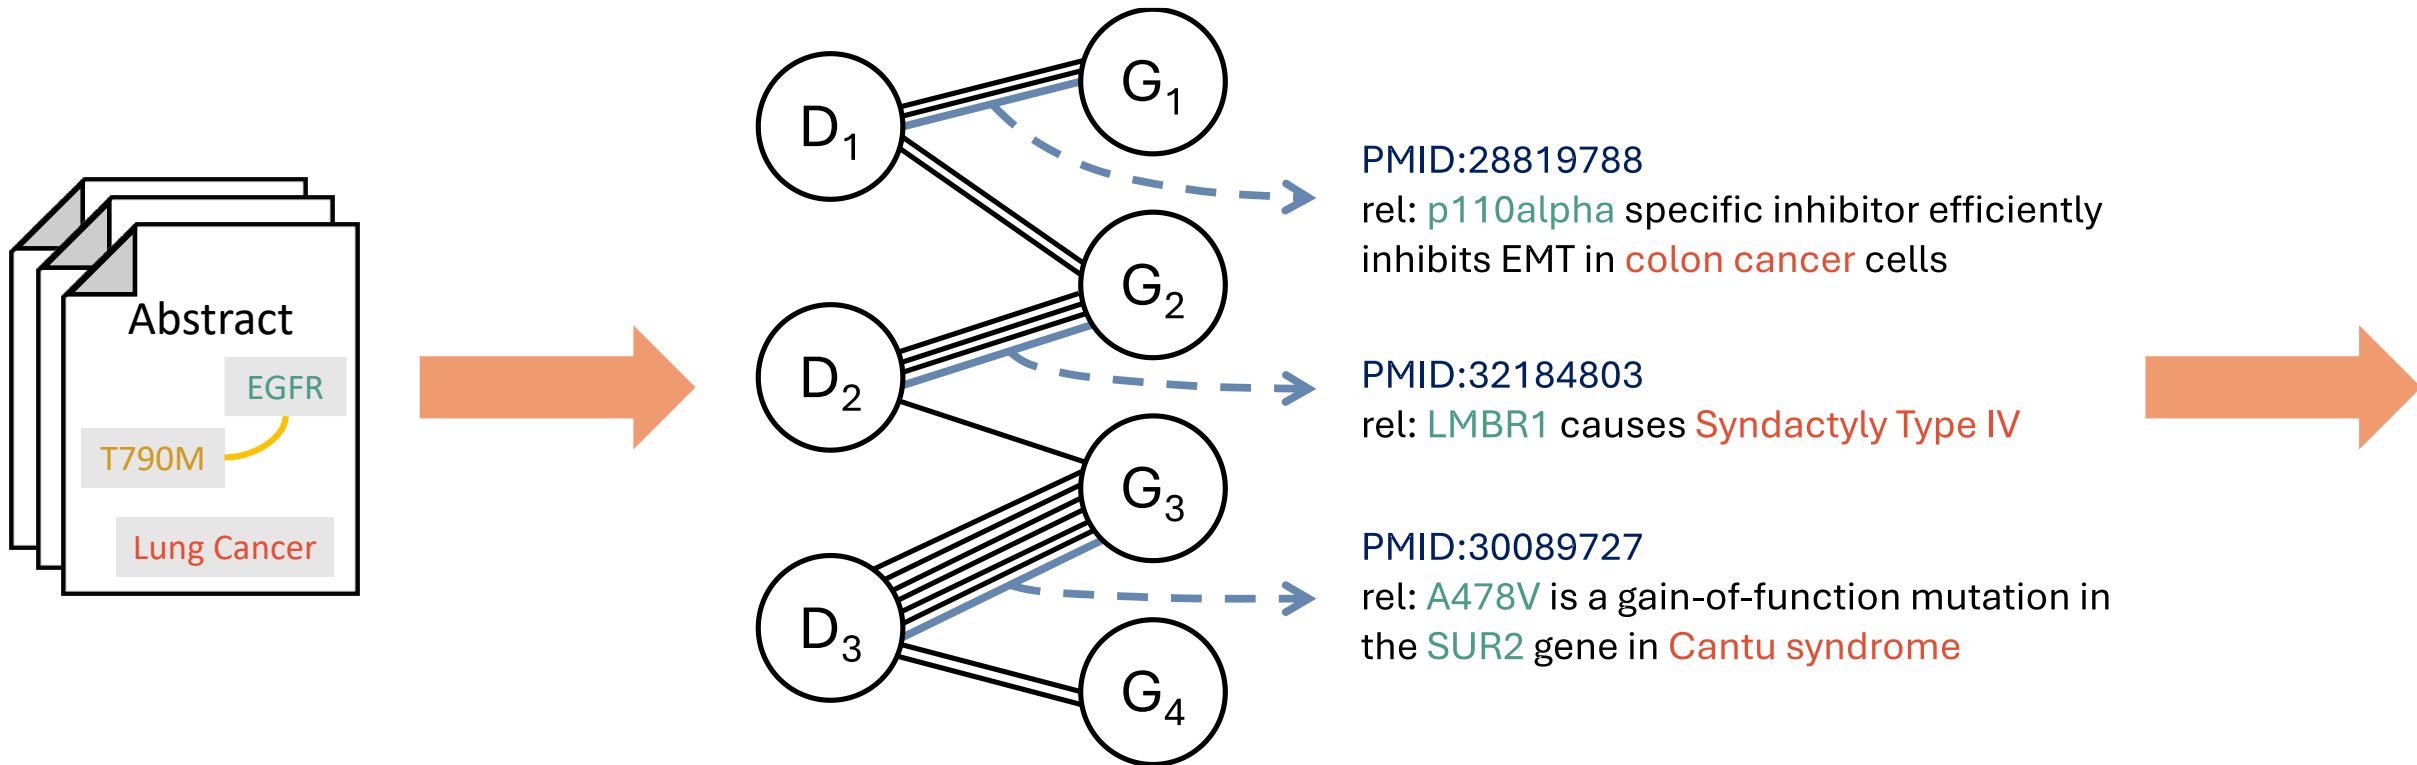 Abstract
EGFR
T790M
Lung Cancer
D1
D2
D3
G1
G2
G3
G4
PMID:28819788
rel: p110alpha specific inhibitor efficiently
inhibits EMT in colon cancer cells
PMID:32184803
rel: LMBR1 causes Syndactyly Type IV
PMID:30089727
rel: A478V is a gain-of-function mutation in
the SUR2 gene in Cantu syndrome